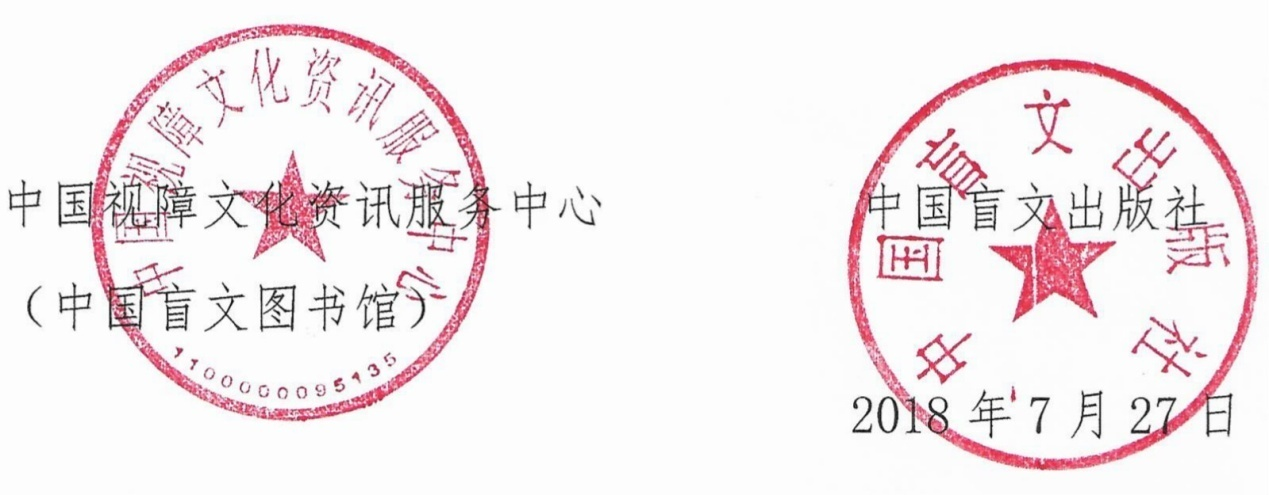 中国视障文化资讯服务中心
中国视障文化资讯服务中心
（中国盲文图书馆）
1100000095135
中国盲文出版社
中国盲文出版社
2018 年 7 月 27 日